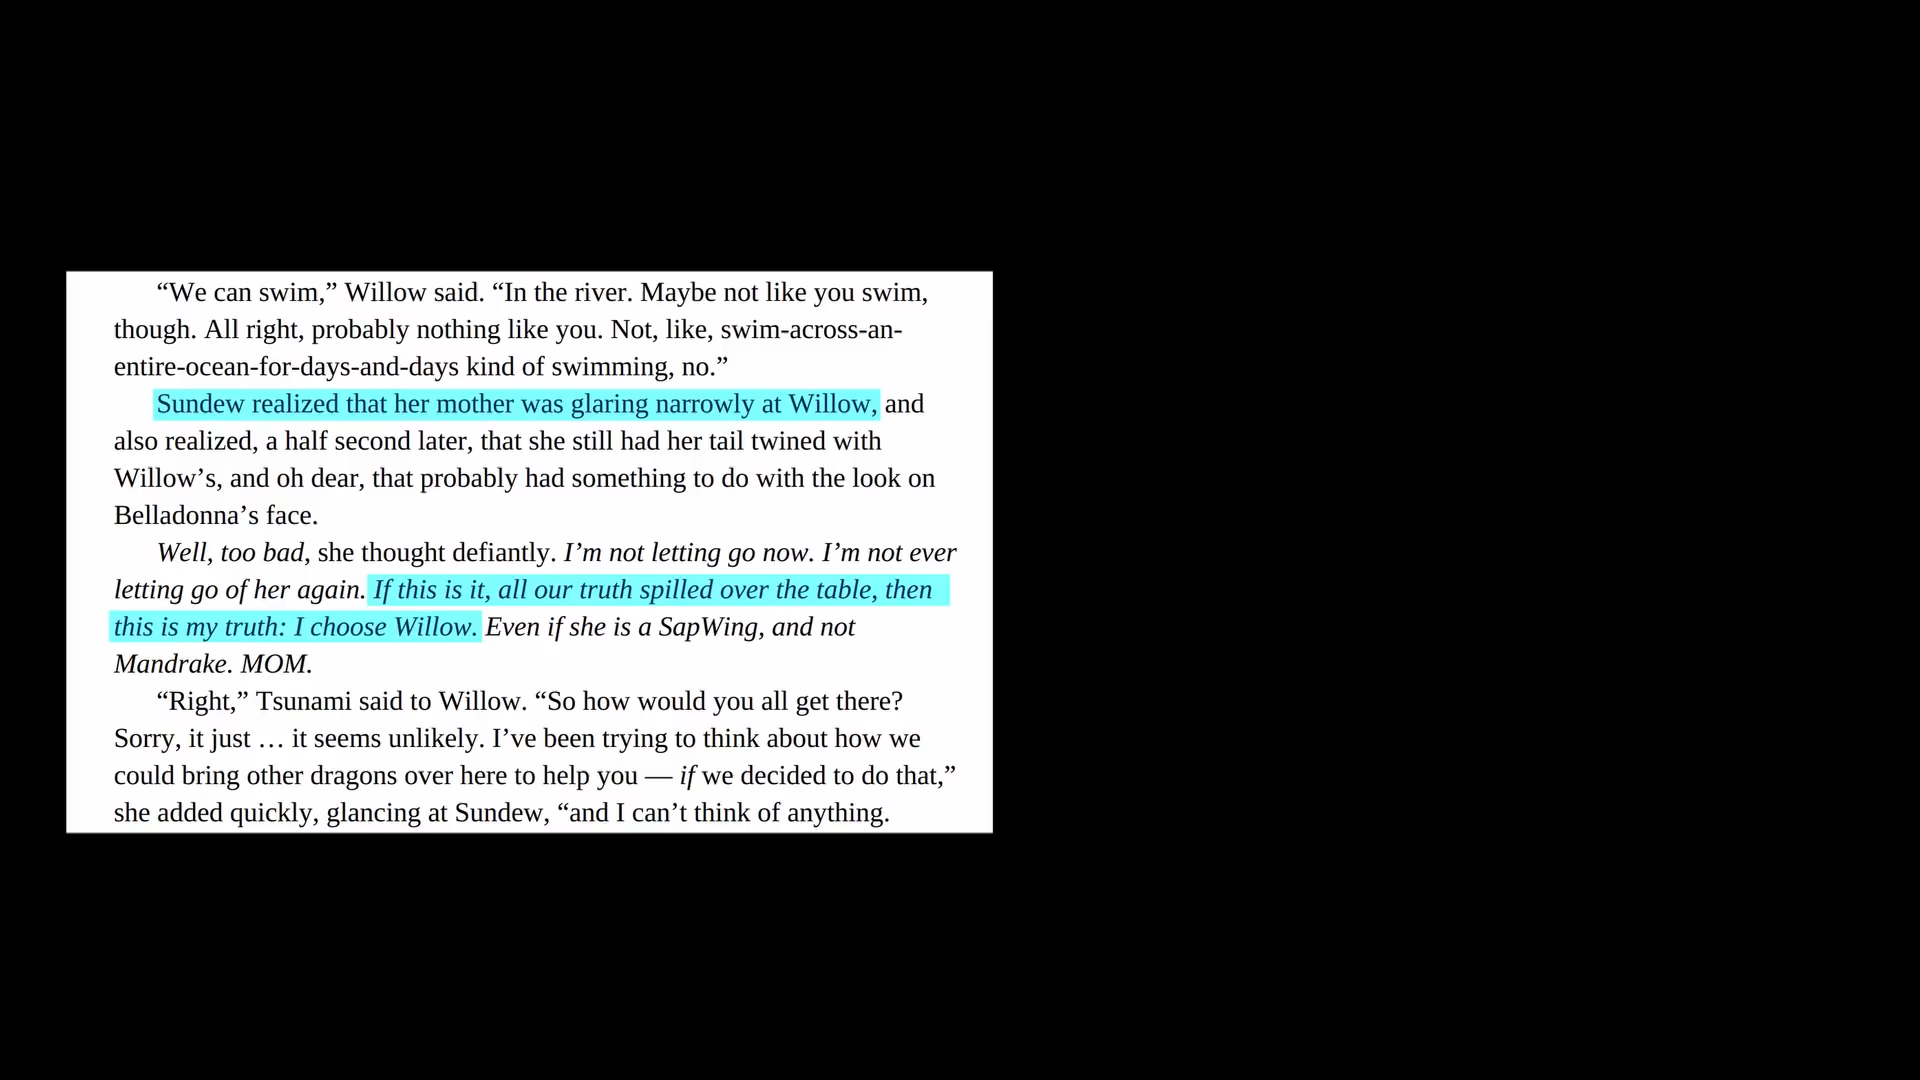 “We can swim,” Willow said. “In the river. Maybe not like you swim,
though. All right, probably nothing like you. Not, like, swim-across-an-
entire-ocean-for-days-and-days kind of swimming, no.”
Sundew realized that her mother was glaring narrowly at Willow, and
also realized, a half second later, that she still had her tail twined with
Willow’s, and oh dear, that probably had something to do with the look on
Belladonna’s face.
Well, too bad, she thought defiantly. I’m not letting go now. I’m not ever
letting go of her again. If this is it, all our truth spilled over the table, then
this is my truth: I choose Willow. Even if she is a SapWing, and not
Mandrake. MOM.
“Right,” Tsunami said to Willow. “So how would you all get there?
Sorry, it just … it seems unlikely. I’ve been trying to think about how we
could bring other dragons over here to help you — if we decided to do that,”
she added quickly, glancing at Sundew, “and I can’t think of anything.